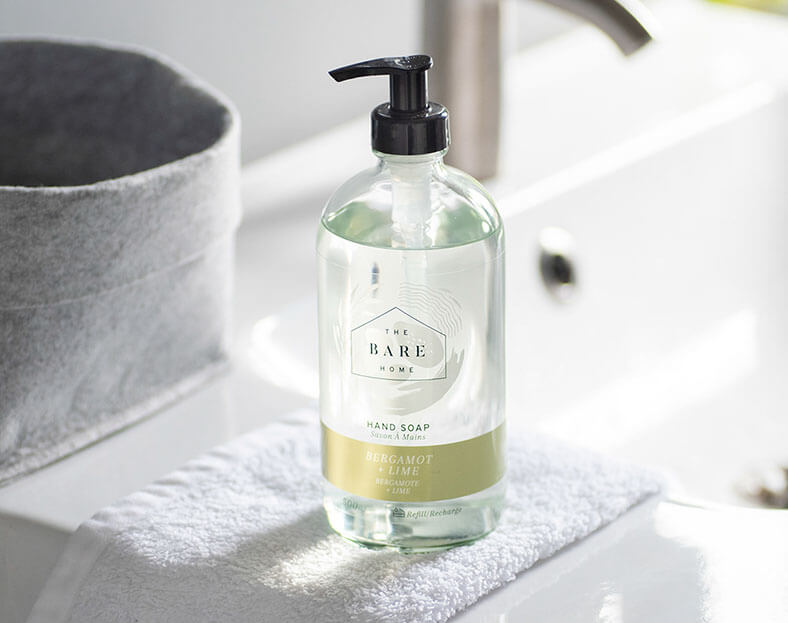 THE
BARE
HOME
HAND SOAP
Savon À Mains
BERGAMOT
+ LIME
BERGAMOTE
+ LIME
Refill/Recharge